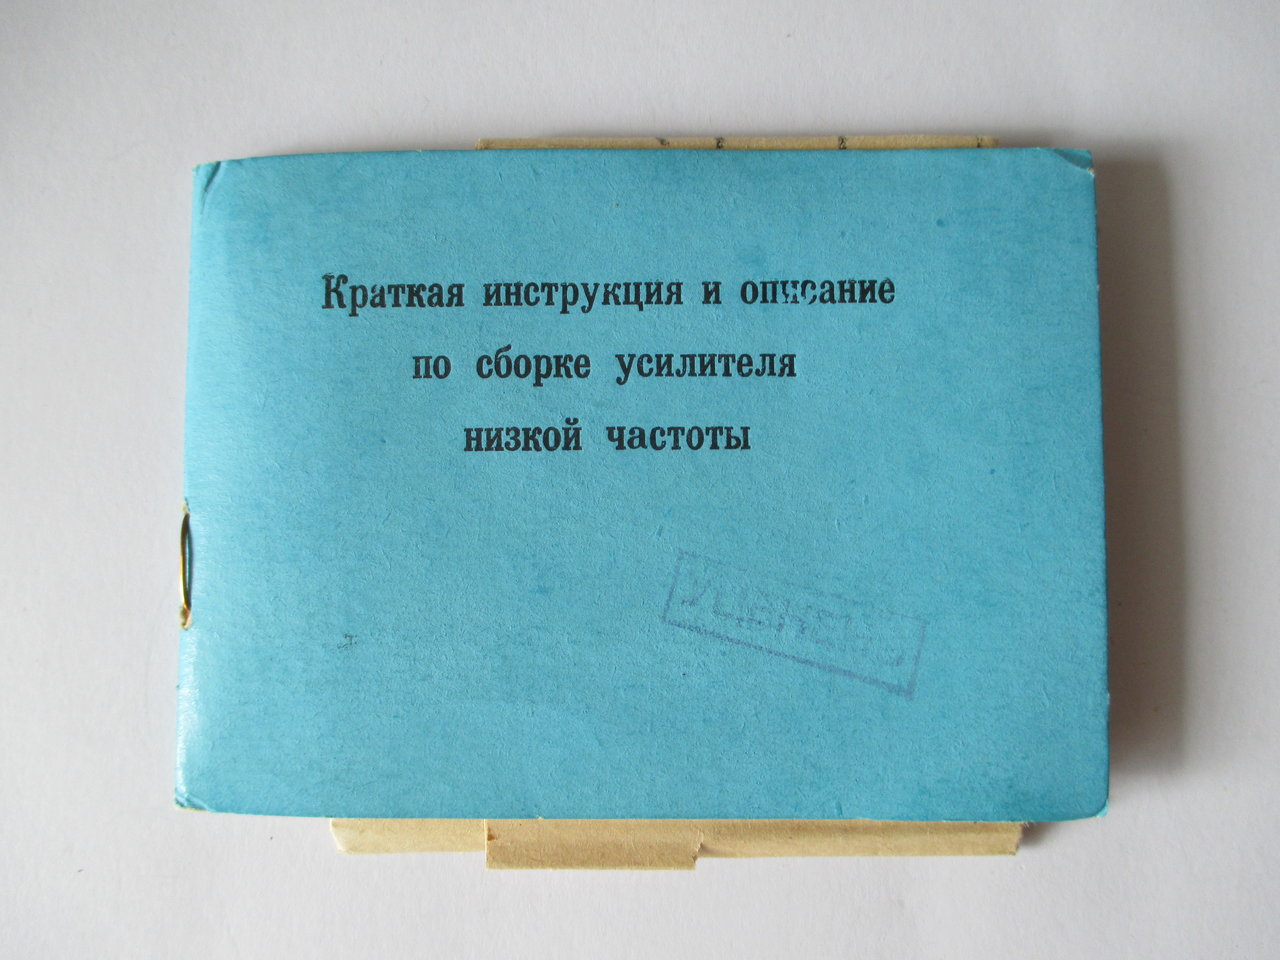 Краткая инструкция и описание
по сборке усилителя
низкой частоты